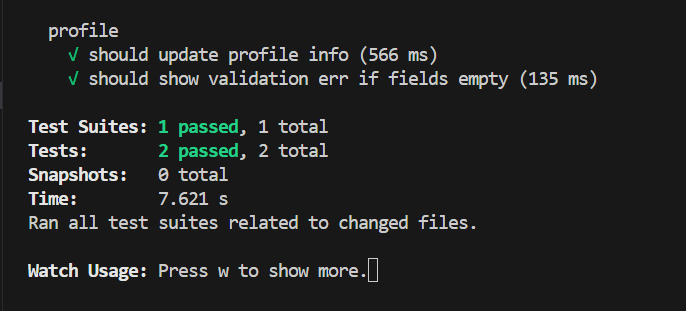 profile
√ should update profile info (566 ms)
√ should show validation err if fields empty (135 ms)
Test Suites: 1 passed, 1 total
Tests: 2 passed, 2 total
Snapshots: 0 total
Time: 7.621 s
Ran all test suites related to changed files.
Watch Usage: Press w to show more.